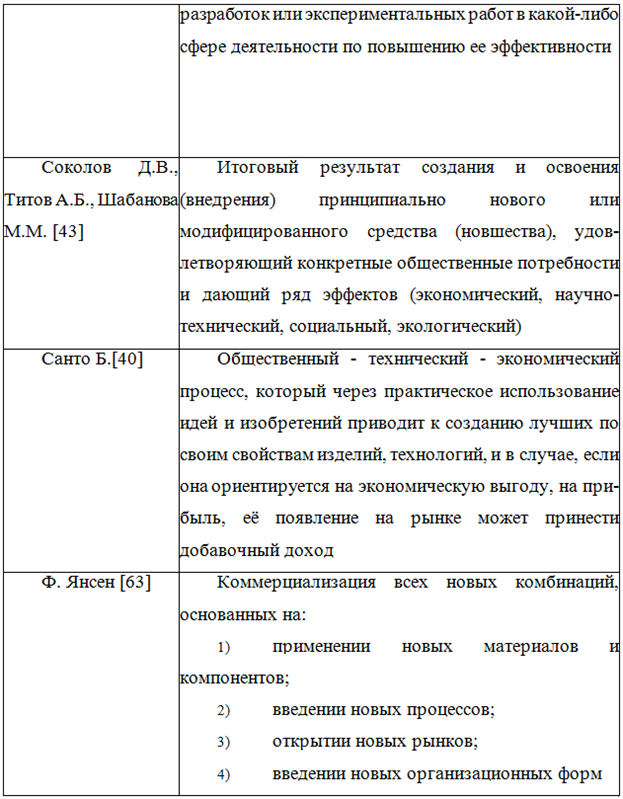 разработок или экспериментальных работ в какой-либо
сфере деятельности по повышению ее эффективности
Соколов Д.В.,
Титов А.Б., Шабанова
М.М. [43]
Итоговый результат создания и освоения
(внедрения) принципиально нового или
модифицированного средства (новшества), удов-
летворяющий конкретные общественные потребности
и дающий ряд эффектов (экономический, научно-
технический, социальный, экологический)
Санто Б.[40]
Общественный - технический - экономический
процесс, который через практическое использование
идей и изобретений приводит к созданию лучших по
своим свойствам изделий, технологий, и в случае, если
она ориентируется на экономическую выгоду, на при-
быль, её появление на рынке может принести
добавочный доход
Ф. Янсен [63]
Коммерциализация всех новых комбинаций,
основанных на:
1) применении новых материалов и
компонентов;
2) введении новых процессов;
3) открытии новых рынков;
4) введении новых организационных форм